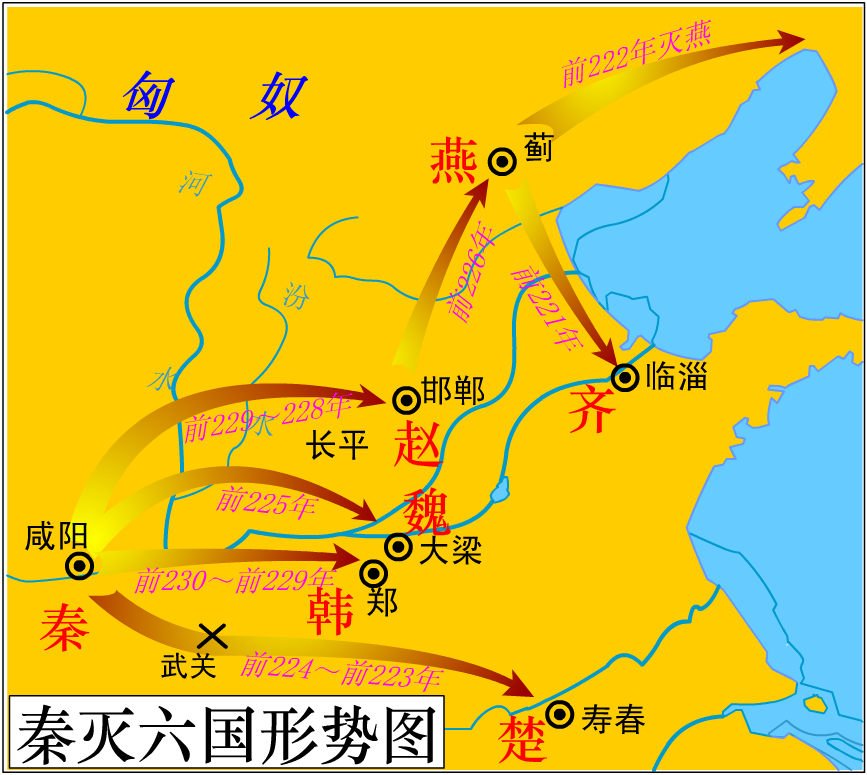 前222年灭燕
匈 奴
燕
蓟
河
前226年
前221年
汾
水
邯郸
临淄
前229～228年
水
齐
长平
赵
前225年
魏
咸阳
大梁
前230～前229年
郑
韩
秦
武关
前224～前223年
楚
寿春
秦灭六国形势图